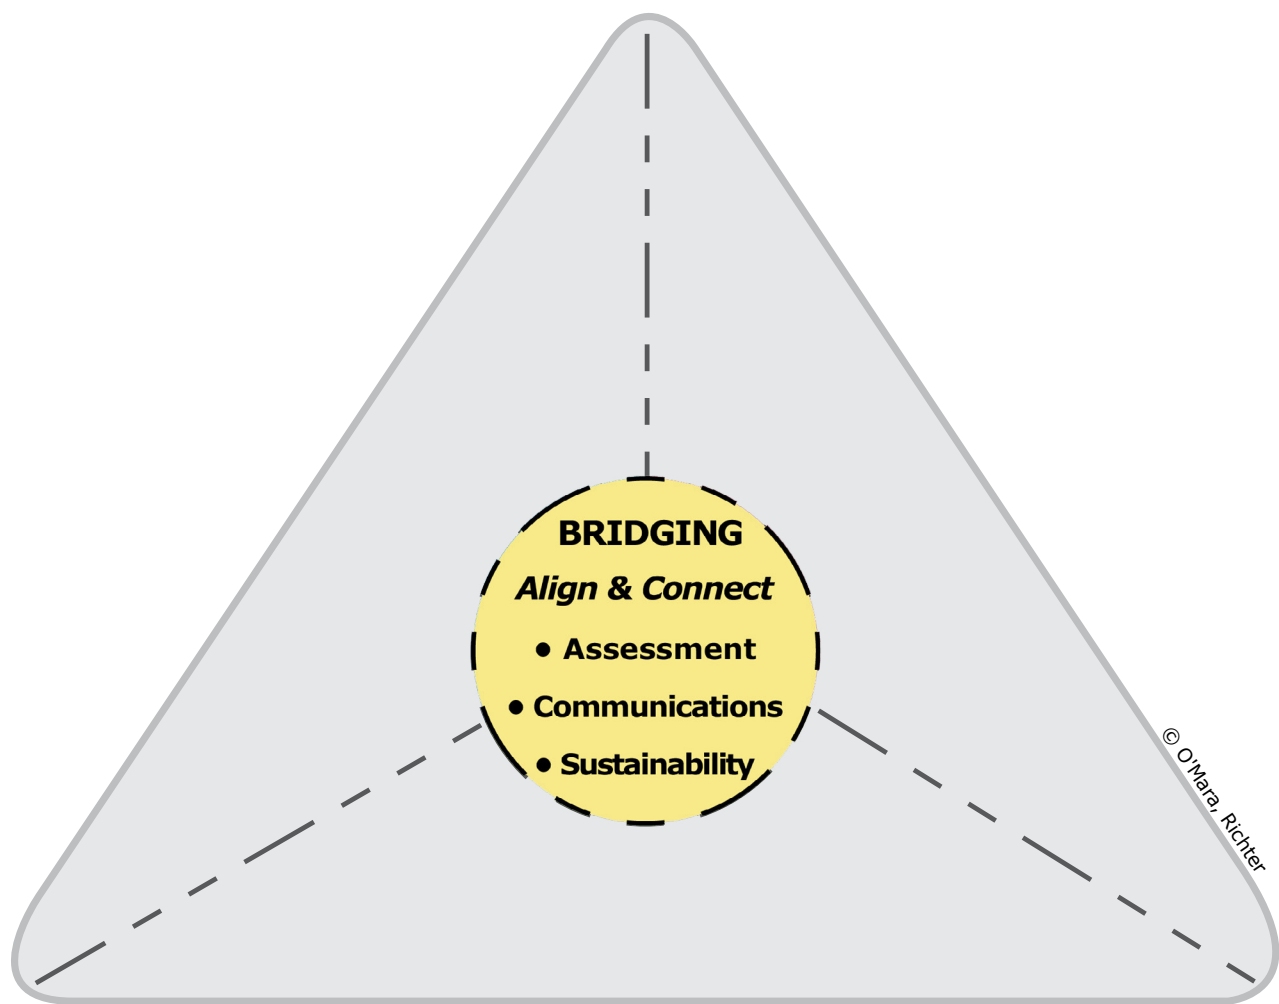 BRIDGING
Align & Connect
• Assessment
• Communications
• Sustainability
© O'Mara, Richter